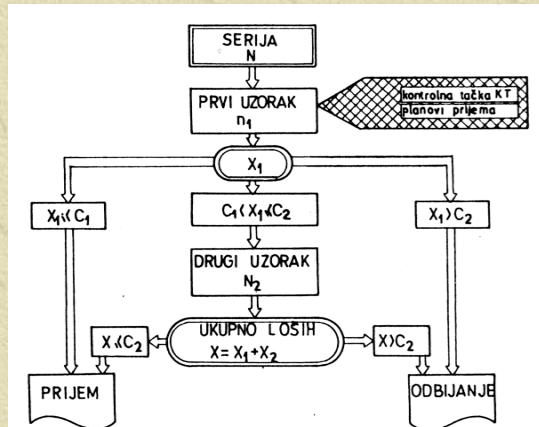 SERIJA
N
PRVI UZORAK
n₁
kontrolna tačka KT
planovi prijema
X₁
X₁≤C₁
C₁<X₁≤C₂
X₁>C₂
DRUGI UZORAK
N₂
UKUPNO LOŠIH
X=X₁+X₂
X≤C₂
X>C₂
PRIJEM
ODBIJANJE